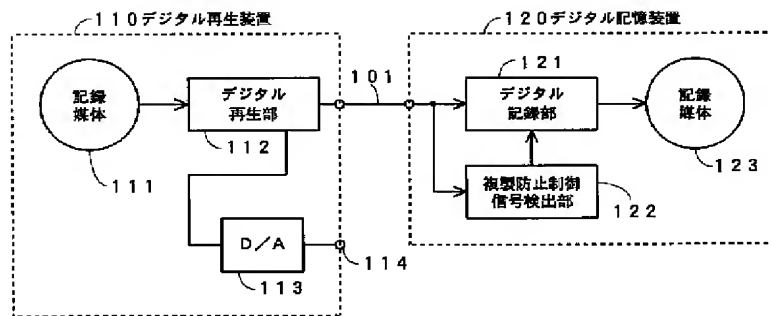 110デジタル再生装置
120デジタル記憶装置
記録
媒体
111
デジタル
再生部
112
101
121
デジタル
記録部
記録
媒体
123
複製防止制御
信号検出部
122
D/A
113
114